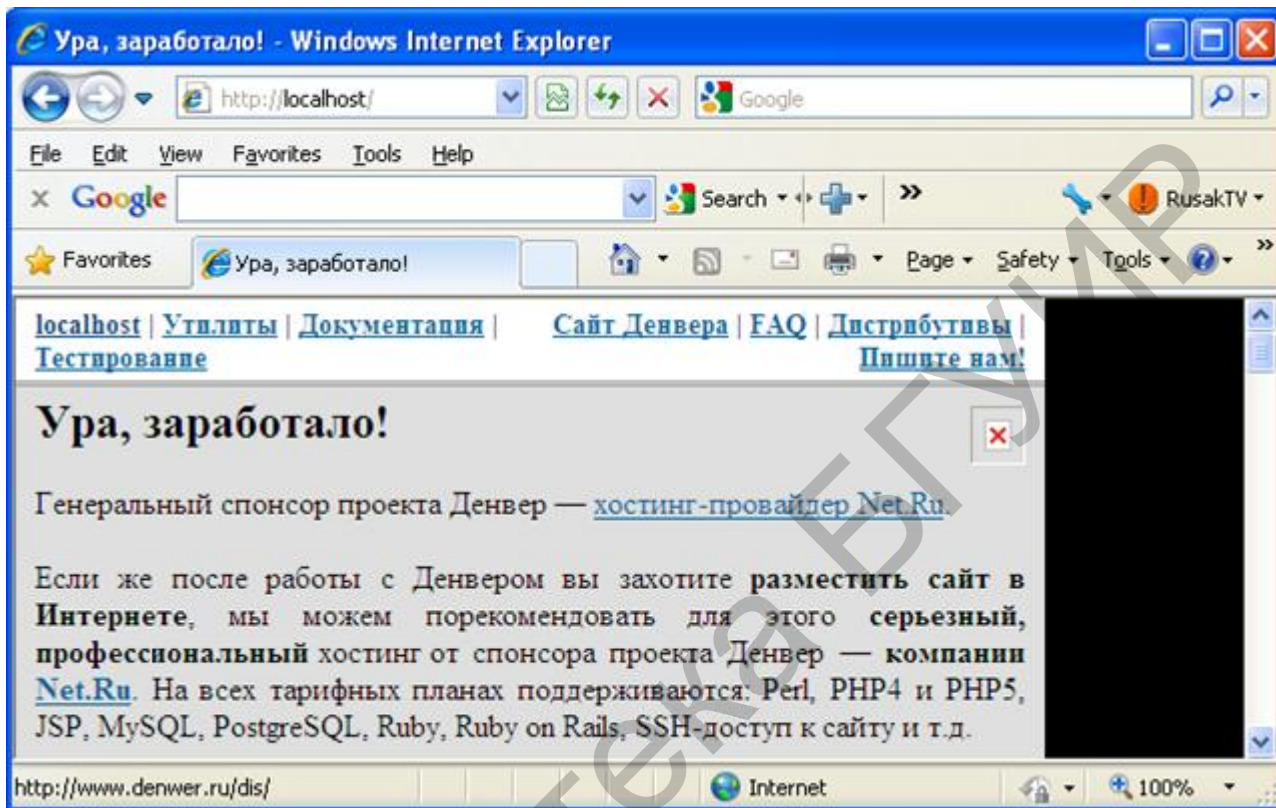 Ура, заработало! - Windows Internet Explorer
http://localhost/
Google
File Edit View Favorites Tools Help
x Google Search RusakTV
Favorites Ура, заработало! Page Safety Tools
localhost | Утилиты | Документация | Сайт Денвера | FAQ | Дистрибутивы |
Тестирование Пишите нам!
Ура, заработало!
Генеральный спонсор проекта Денвер — хостинг-провайдер Net.Ru.
Если же после работы с Денвером вы захотите разместить сайт в
Интернете, мы можем порекомендовать для этого серьезный,
профессиональный хостинг от спонсора проекта Денвер — компании
Net.Ru. На всех тарифных планах поддерживаются: Perl, PHP4 и PHP5,
JSP, MySQL, PostgreSQL, Ruby, Ruby on Rails, SSH-доступ к сайту и т.д.
http://www.denwer.ru/dis/ Internet 100%
тека БГУИР